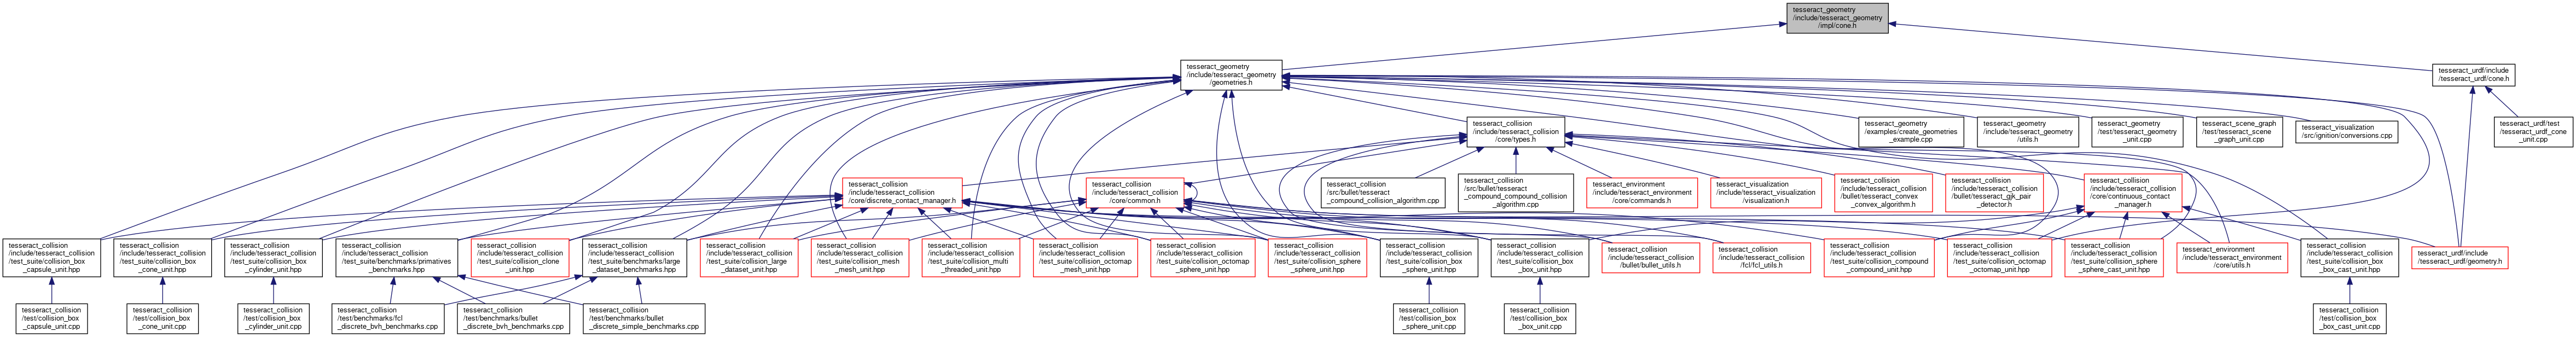 tesseract_geometry
/include/tesseract_geometry
/impl/cone.h
tesseract_geometry
/include/tesseract_geometry
/geometries.h
tesseract_urdf/include
/tesseract_urdf/cone.h
tesseract_collision
/include/tesseract_collision
/core/types.h
tesseract_geometry
/examples/create_geometries
_example.cpp
tesseract_geometry
/include/tesseract_geometry
/utils.h
tesseract_geometry
/test/tesseract_geometry
_unit.cpp
tesseract_scene_graph
/test/tesseract_scene
_graph_unit.cpp
tesseract_visualization
/src/ignition/conversions.cpp
tesseract_urdf/test
/tesseract_urdf_cone
_unit.cpp
tesseract_collision
/include/tesseract_collision
/core/discrete_contact_manager.h
tesseract_collision
/include/tesseract_collision
/core/common.h
tesseract_collision
/src/bullet/tesseract
_compound_collision_algorithm.cpp
tesseract_collision
/src/bullet/tesseract
_compound_compound_collision
_algorithm.cpp
tesseract_environment
/include/tesseract_environment
/core/commands.h
tesseract_visualization
/include/tesseract_visualization
/visualization.h
tesseract_collision
/include/tesseract_collision
/bullet/tesseract_convex
_convex_algorithm.h
tesseract_collision
/include/tesseract_collision
/bullet/tesseract_gjk_pair
_detector.h
tesseract_collision
/include/tesseract_collision
/core/continuous_contact
_manager.h
tesseract_collision
/include/tesseract_collision
/test_suite/collision_box
_capsule_unit.hpp
tesseract_collision
/include/tesseract_collision
/test_suite/collision_box
_cone_unit.hpp
tesseract_collision
/include/tesseract_collision
/test_suite/collision_box
_cylinder_unit.hpp
tesseract_collision
/include/tesseract_collision
/test_suite/benchmarks/primatives
_benchmarks.hpp
tesseract_collision
/include/tesseract_collision
/test_suite/collision_clone
_unit.hpp
tesseract_collision
/include/tesseract_collision
/test_suite/benchmarks/large
_dataset_benchmarks.hpp
tesseract_collision
/include/tesseract_collision
/test_suite/collision_large
_dataset_unit.hpp
tesseract_collision
/include/tesseract_collision
/test_suite/collision_mesh
_mesh_unit.hpp
tesseract_collision
/include/tesseract_collision
/test_suite/collision_multi
_threaded_unit.hpp
tesseract_collision
/include/tesseract_collision
/test_suite/collision_octomap
_mesh_unit.hpp
tesseract_collision
/include/tesseract_collision
/test_suite/collision_octomap
_sphere_unit.hpp
tesseract_collision
/include/tesseract_collision
/test_suite/collision_sphere
_sphere_unit.hpp
tesseract_collision
/include/tesseract_collision
/test_suite/collision_box
_sphere_unit.hpp
tesseract_collision
/include/tesseract_collision
/test_suite/collision_box
_box_unit.hpp
tesseract_collision
/include/tesseract_collision
/bullet/bullet_utils.h
tesseract_collision
/include/tesseract_collision
/fcl/fcl_utils.h
tesseract_collision
/include/tesseract_collision
/test_suite/collision_compound
_compound_unit.hpp
tesseract_collision
/include/tesseract_collision
/test_suite/collision_octomap
_octomap_unit.hpp
tesseract_collision
/include/tesseract_collision
/test_suite/collision_sphere
_sphere_cast_unit.hpp
tesseract_environment
/include/tesseract_environment
/core/utils.h
tesseract_collision
/include/tesseract_collision
/test_suite/collision_box
_box_cast_unit.hpp
tesseract_urdf/include
/tesseract_urdf/geometry.h
tesseract_collision
/test/collision_box
_capsule_unit.cpp
tesseract_collision
/test/collision_box
_cone_unit.cpp
tesseract_collision
/test/collision_box
_cylinder_unit.cpp
tesseract_collision
/test/benchmarks/fcl
_discrete_bvh_benchmarks.cpp
tesseract_collision
/test/benchmarks/bullet
_discrete_bvh_benchmarks.cpp
tesseract_collision
/test/benchmarks/bullet
_discrete_simple_benchmarks.cpp
tesseract_collision
/test/collision_box
_sphere_unit.cpp
tesseract_collision
/test/collision_box
_box_unit.cpp
tesseract_collision
/test/collision_box
_box_cast_unit.cpp